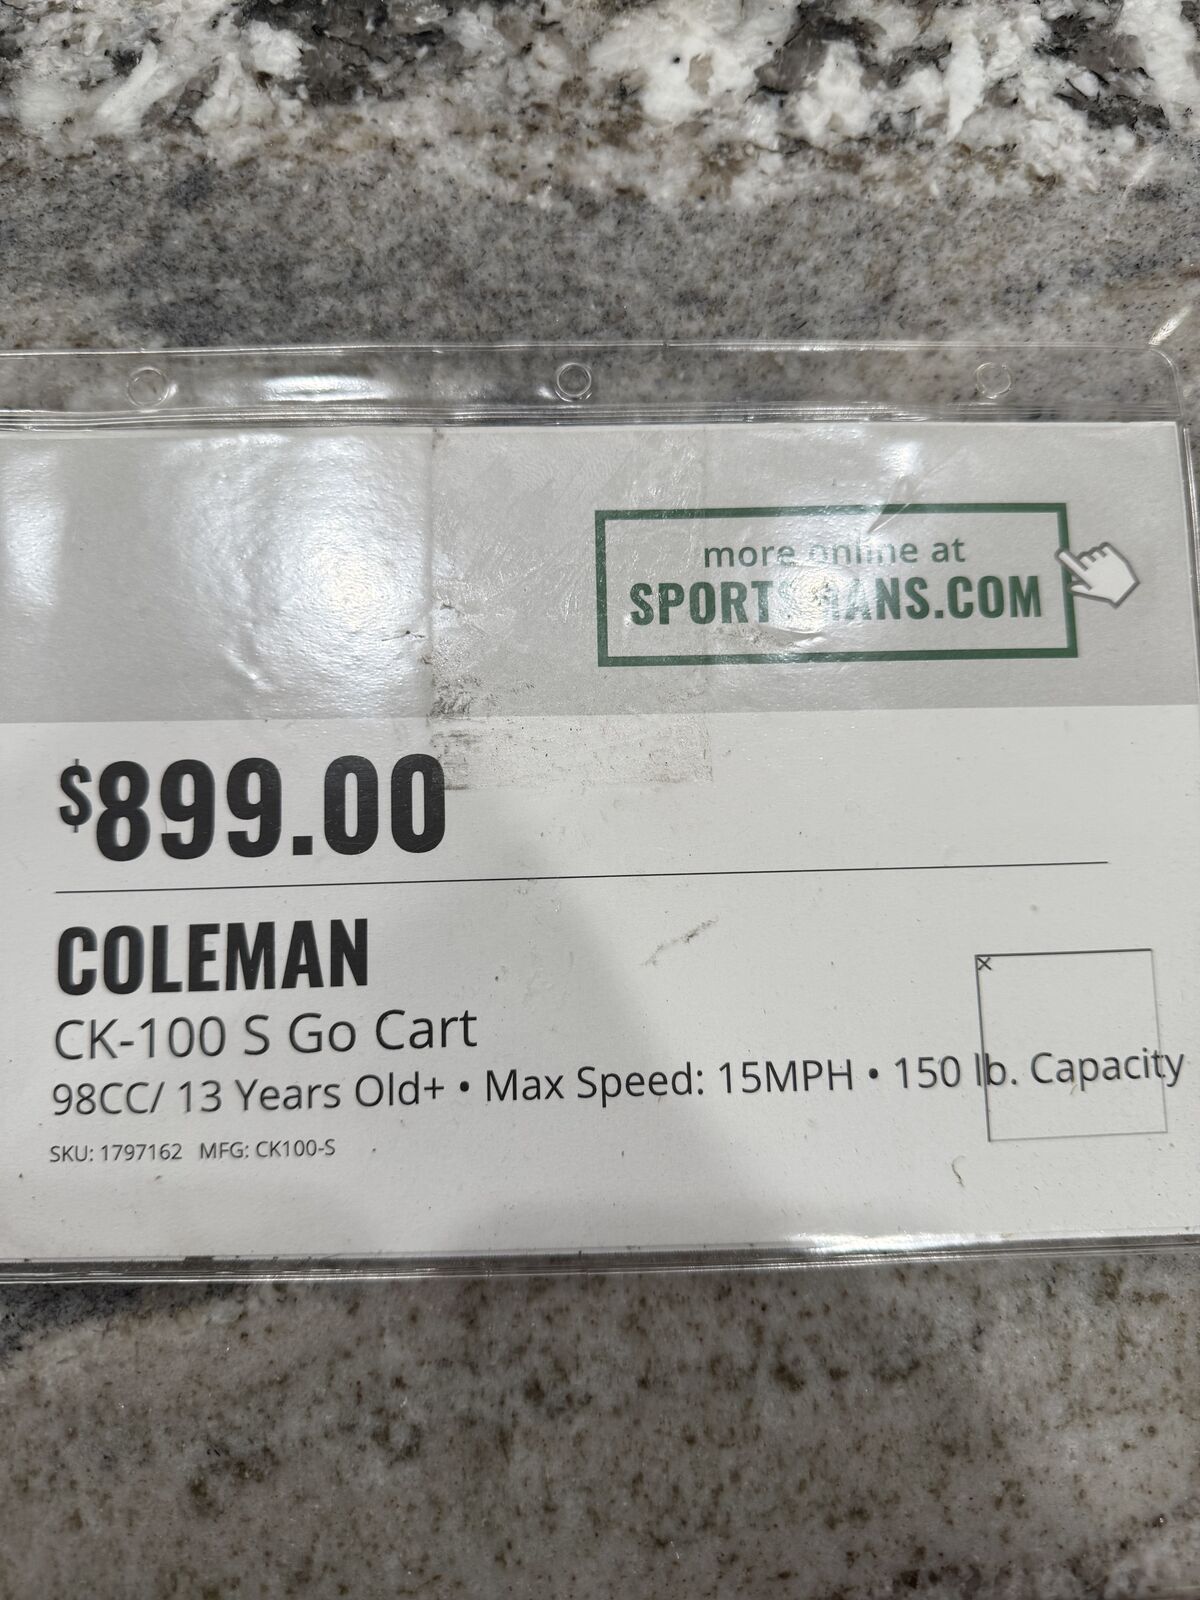 more online at
SPORTSMANS.COM
$899.00
COLEMAN
CK-100 S Go Cart
98CC/ 13 Years Old+ • Max Speed: 15MPH • 150 lb. Capacity
SKU: 1797162 MFG: CK100-S